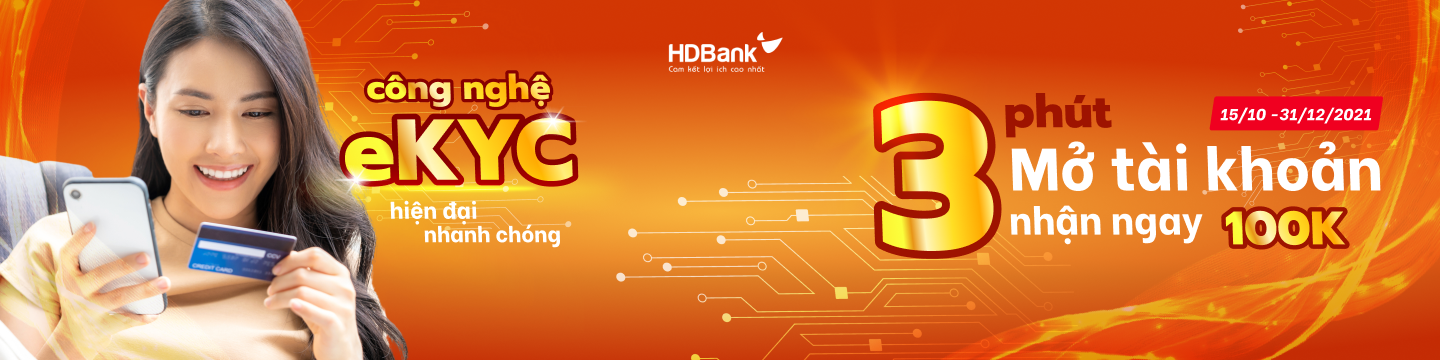 HDBank
Cam kết lợi ích cao nhất
công nghệ
eKYC
hiện đại
nhanh chóng
3 phút
15/10 -31/12/2021
Mở tài khoản
nhận ngay 100K
CREDIT CARD